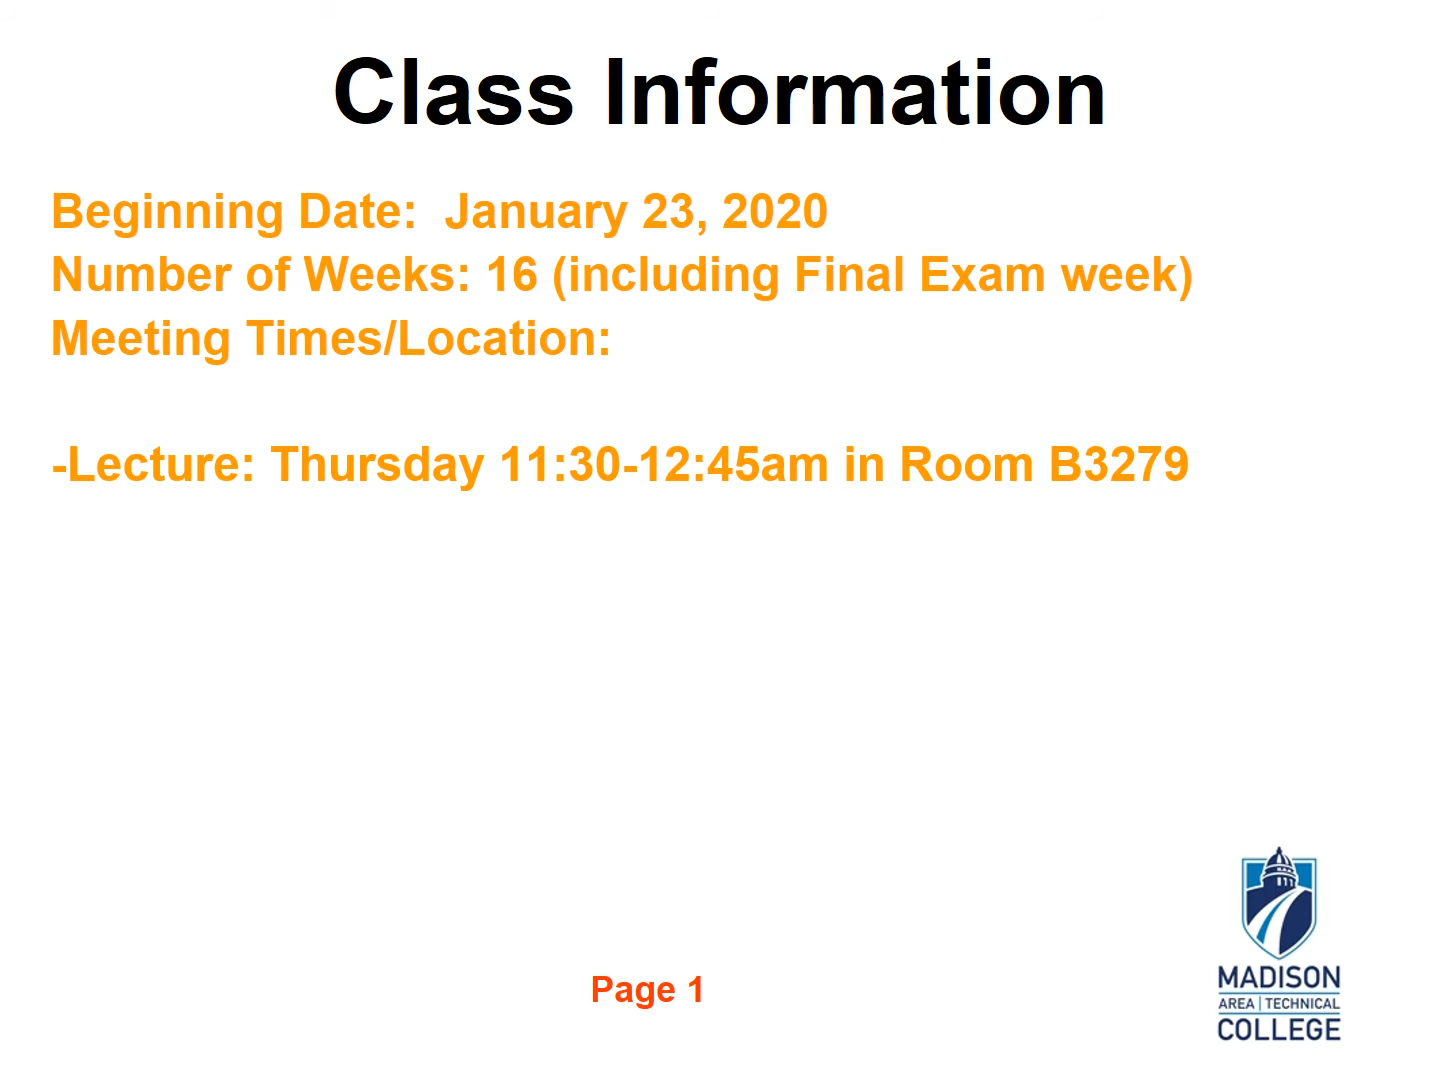 Class Information
Beginning Date:  January 23, 2020
Number of Weeks: 16 (including Final Exam week)
Meeting Times/Location:
-Lecture: Thursday 11:30-12:45am in Room B3279
Page 1
MADISON
AREA | TECHNICAL
COLLEGE